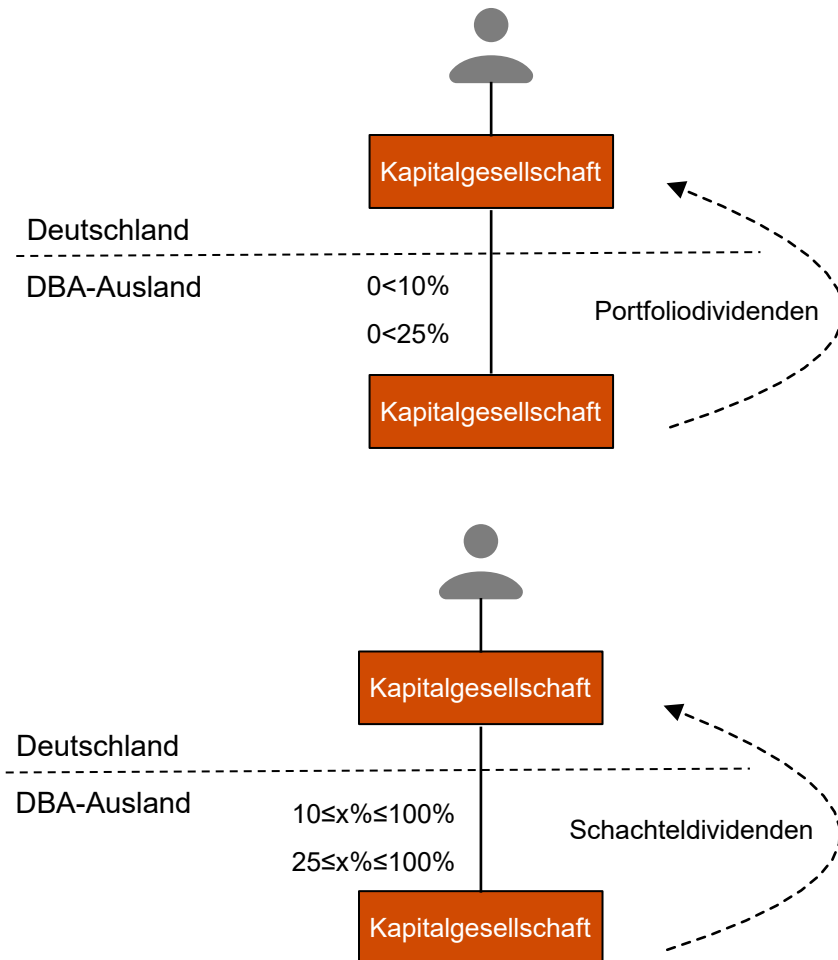 Kapitalgesellschaft
Deutschland
DBA-Ausland
0<10%
Portfoliodividenden
0<25%
Kapitalgesellschaft
Kapitalgesellschaft
Deutschland
DBA-Ausland
10≤x%≤100%
Schachteldividenden
25≤x%≤100%
Kapitalgesellschaft